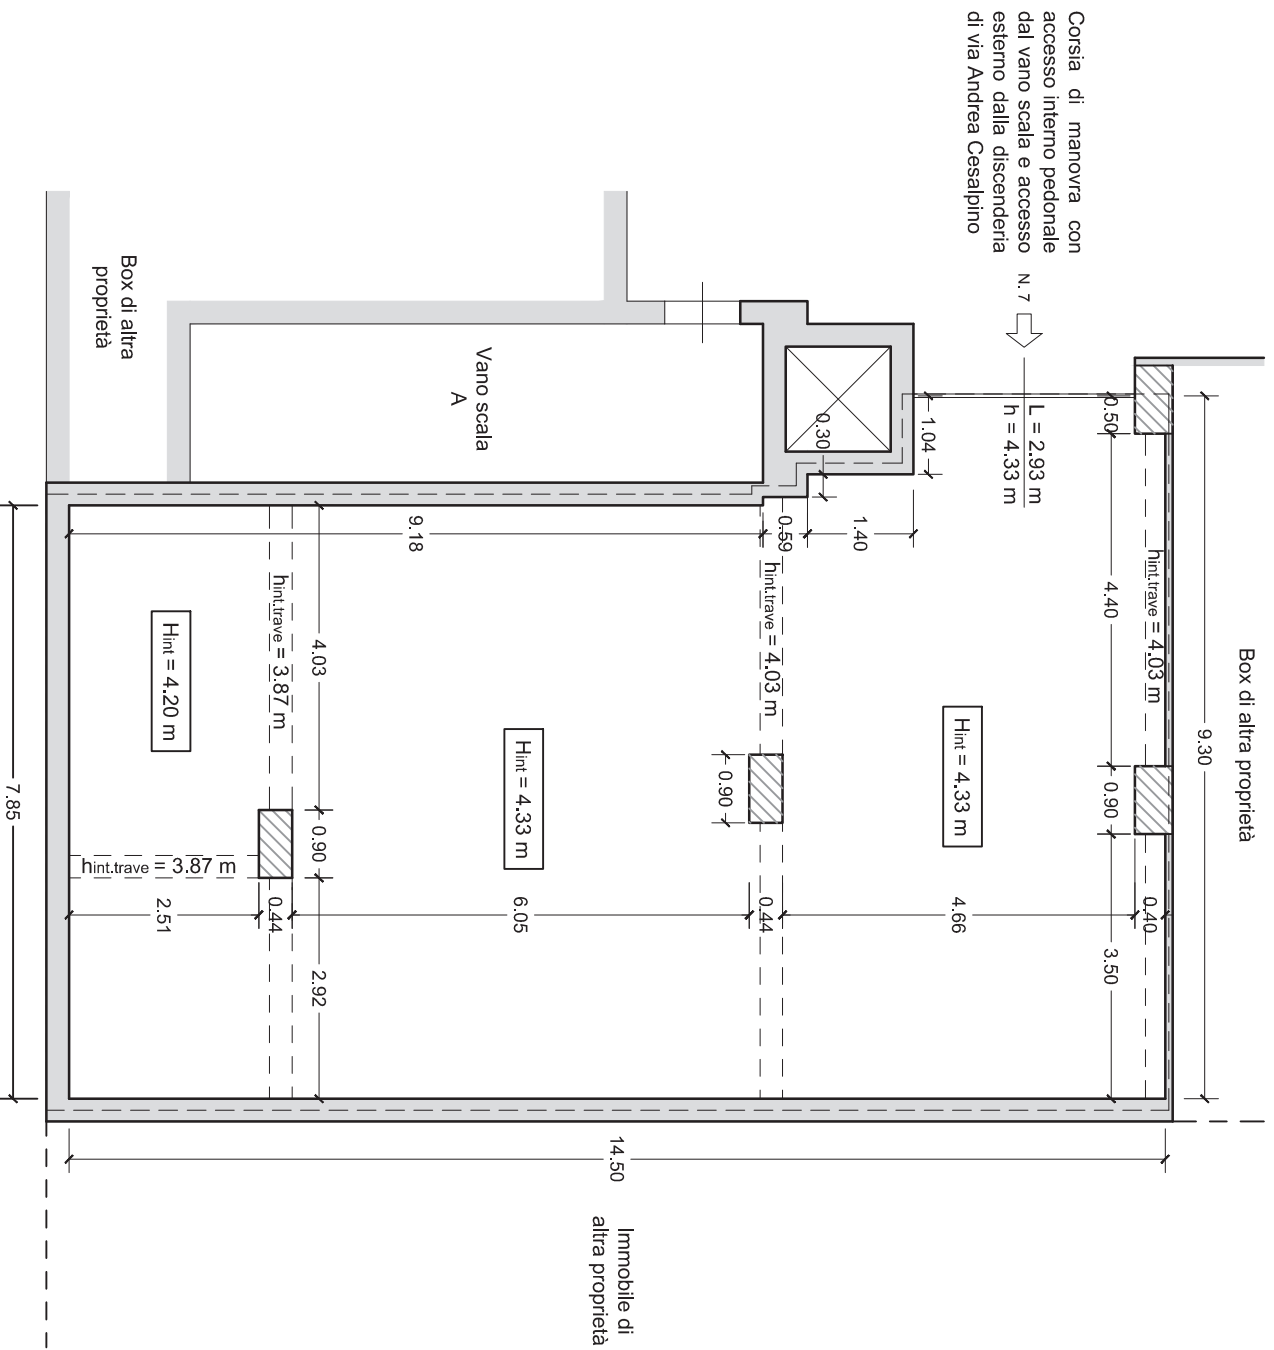 Corsia di manovra con
accesso interno pedonale
dal vano scala e accesso
esterno dalla discenderia
di via Andrea Cesalpino
N. 7
L = 2.93 m
h = 4.33 m
Box di altra proprietà
9.30
0.50
4.40
0.90
3.50
hint.trave = 4.03 m
0.40
1.04
0.30
1.40
0.59
9.18
Hint = 4.33 m
4.66
hint.trave = 4.03 m
0.90
0.44
Vano scala
A
Hint = 4.33 m
6.05
4.03
0.90
2.92
hint.trave = 3.87 m
0.44
Hint = 4.20 m
hint.trave = 3.87 m
2.51
Box di altra
proprietà
7.85
14.50
Immobile di
altra proprietà